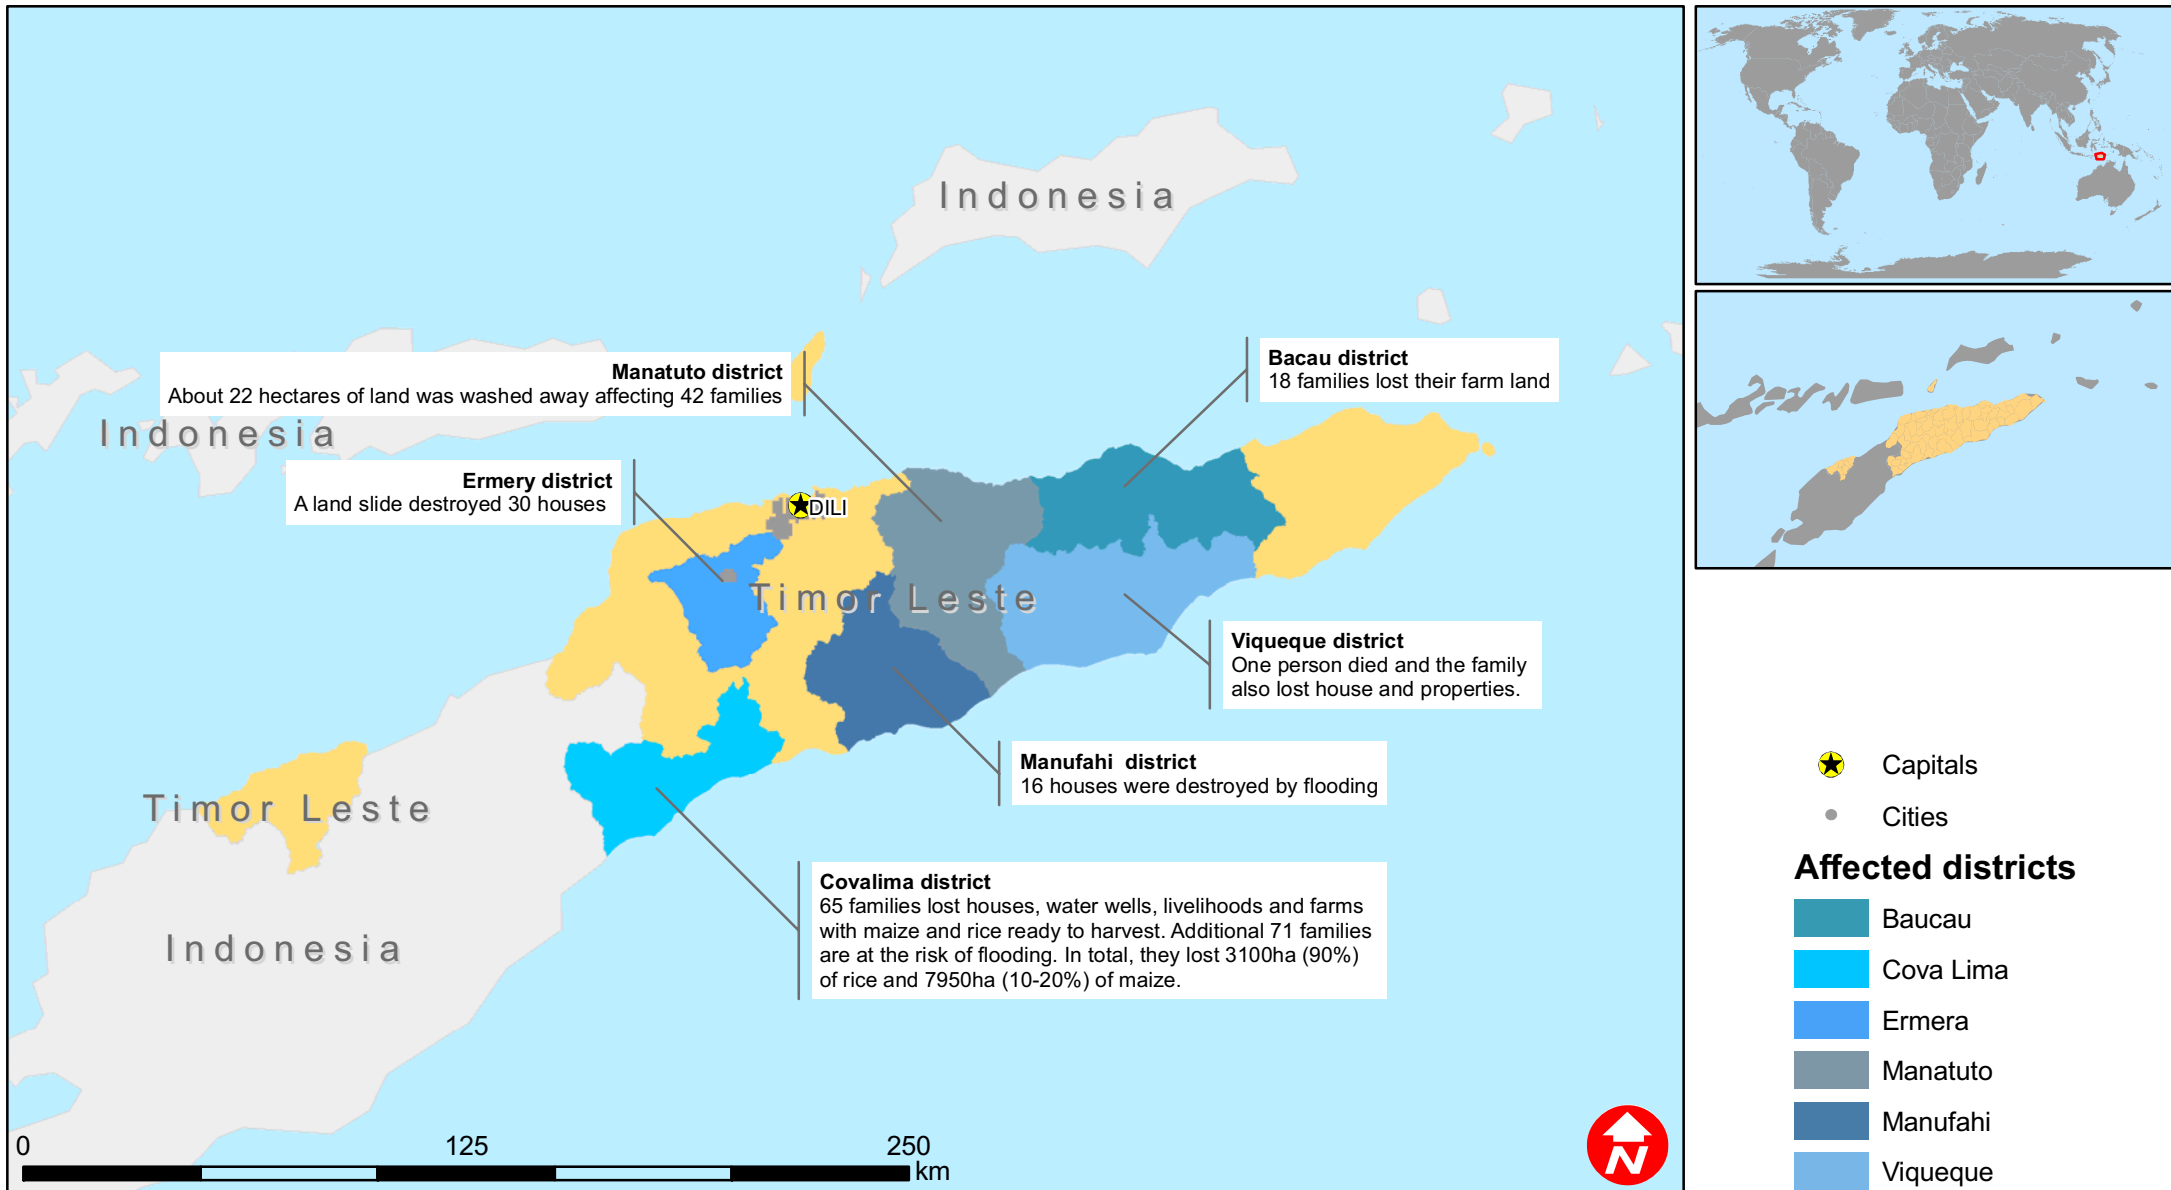 Indonesia
Manatuto district
About 22 hectares of land was washed away affecting 42 families
Bacau district
18 families lost their farm land
Indonesia
Ermery district
A land slide destroyed 30 houses
DILI
Timor Leste
Viqueque district
One person died and the family
also lost house and properties.
Manufahi  district
16 houses were destroyed by flooding
Timor Leste
Covalima district
65 families lost houses, water wells, livelihoods and farms
with maize and rice ready to harvest. Additional 71 families
are at the risk of flooding. In total, they lost 3100ha (90%)
of rice and 7950ha (10-20%) of maize.
Indonesia
0 125 250
km
N
Capitals
Cities
Affected districts
Baucau
Cova Lima
Ermera
Manatuto
Manufahi
Viqueque